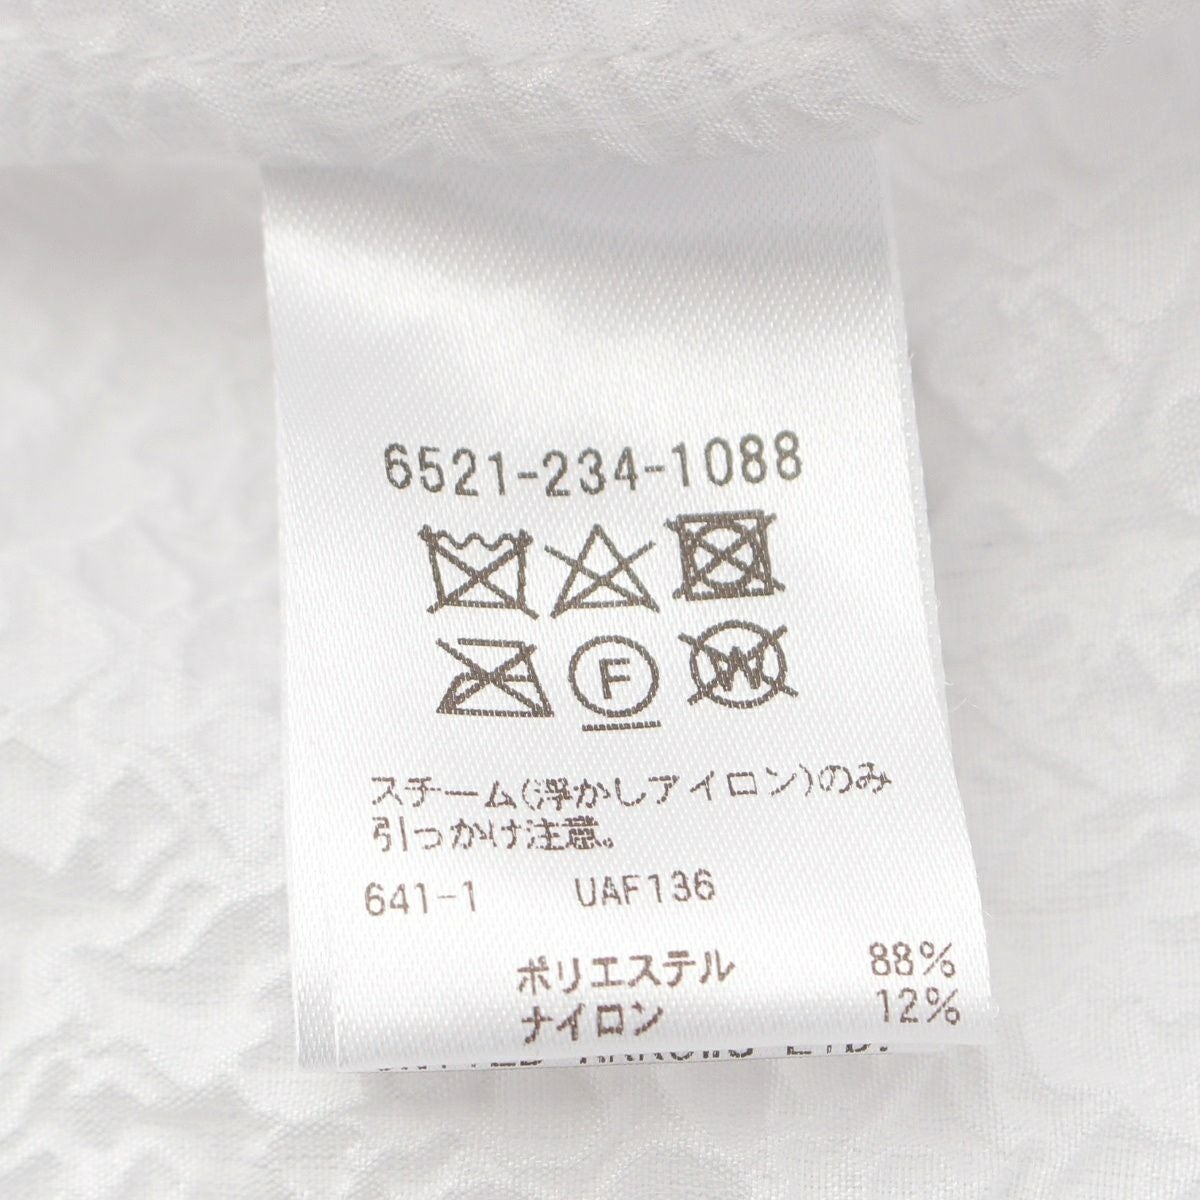 6521-234-1088
F
W
スチーム(浮かしアイロン)のみ
引っかけ注意。
641-1 UAF136
ポリエステル 88%
ナイロン 12%